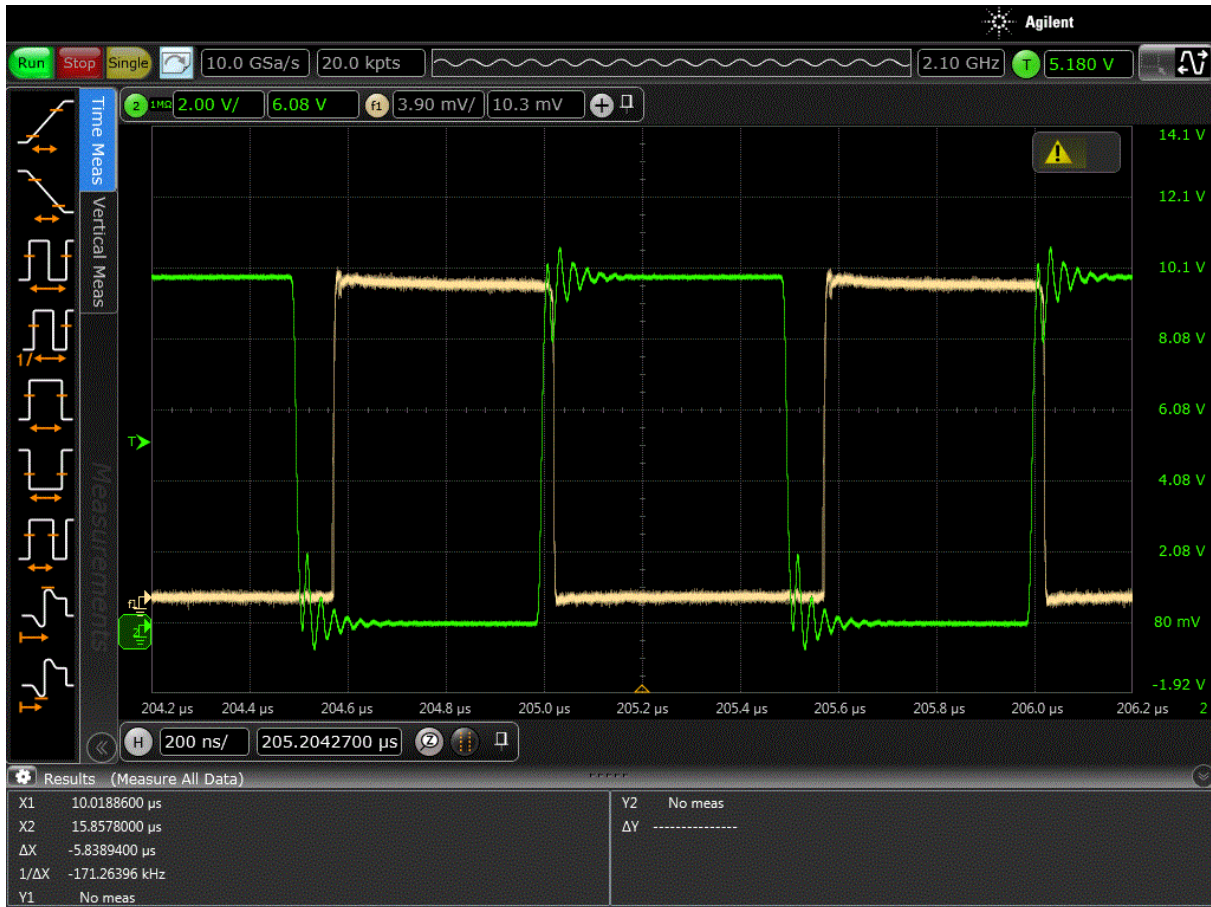 Agilent
Run Stop Single 10.0 GSa/s 20.0 kpts 2.10 GHz T 5.180 V
2 1MΩ 2.00 V/ 6.08 V f1 3.90 mV/ 10.3 mV +
Time Meas
Vertical Meas
Measurements
1/
14.1 V
12.1 V
10.1 V
8.08 V
6.08 V
T
4.08 V
2.08 V
f1
2
80 mV
-1.92 V
204.2 µs 204.4 µs 204.6 µs 204.8 µs 205.0 µs 205.2 µs 205.4 µs 205.6 µs 205.8 µs 206.0 µs 206.2 µs 2
H 200 ns/ 205.2042700 µs Z
Results (Measure All Data)
X1 10.0188600 µs
X2 15.8578000 µs
ΔX -5.8389400 µs
1/ΔX -171.26396 kHz
Y1 No meas
Y2 No meas
ΔY ---------------